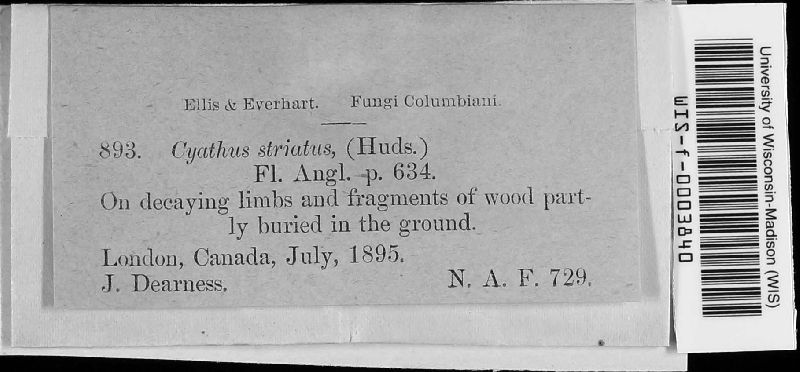 Ellis & Everhart. Fungi Columbiani.
893. Cyathus striatus, (Huds.)
Fl. Angl. p. 634.
On decaying limbs and fragments of wood part-
ly buried in the ground.
London, Canada, July, 1895.
J. Dearness. N. A. F. 729.
University of Wisconsin-Madison (WIS)
WIS-f-0003840